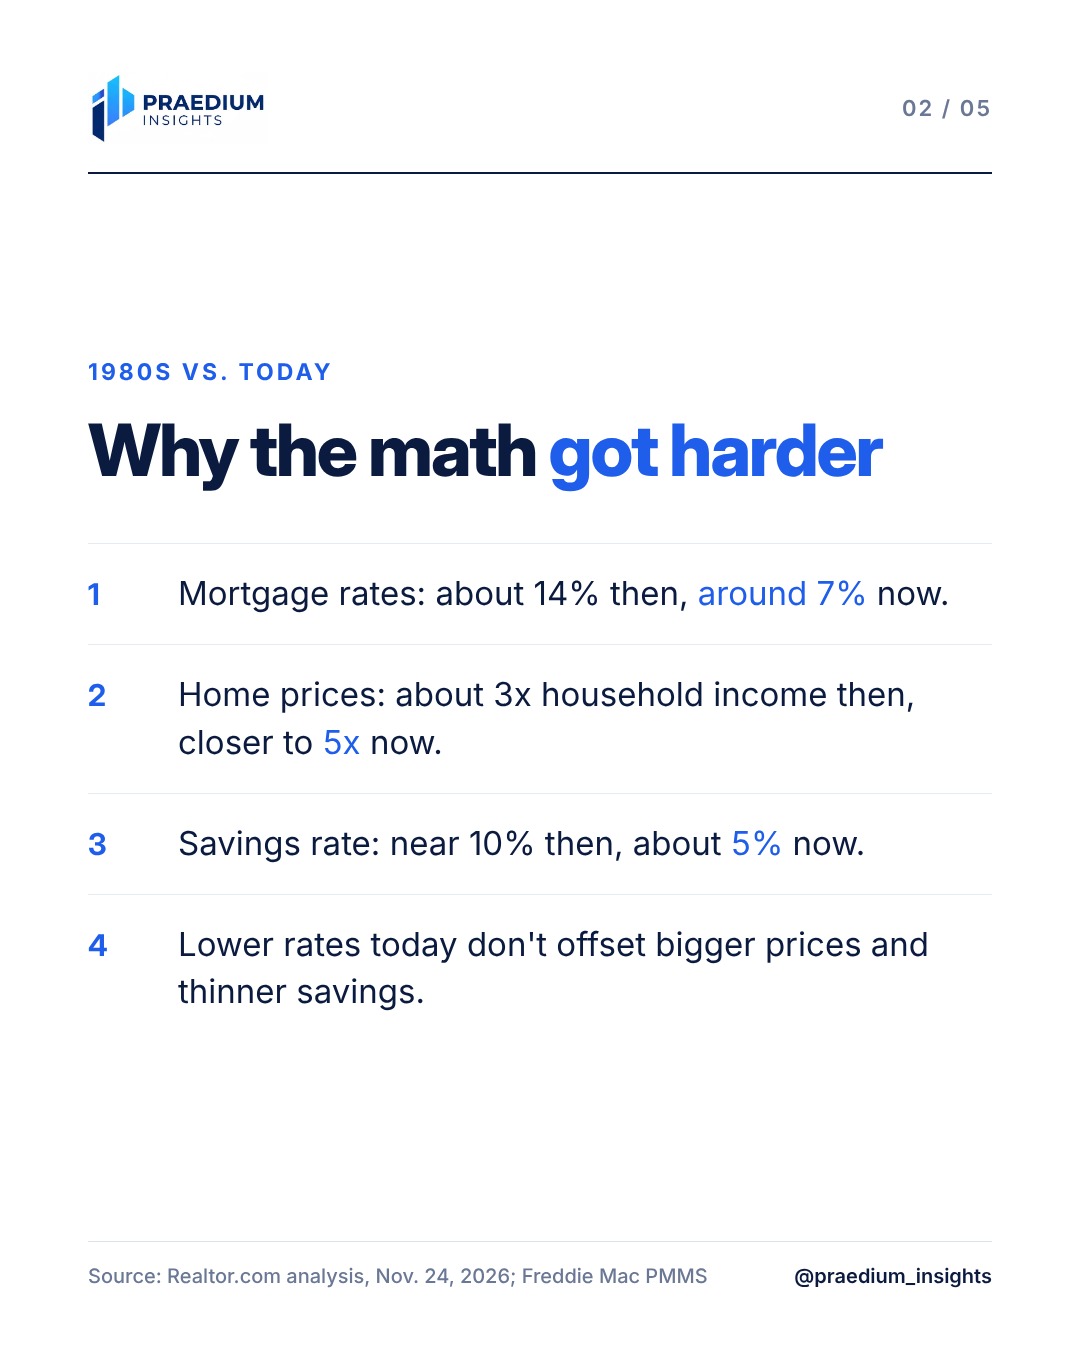 PRAEDIUM
INSIGHTS
02 / 05
1980S VS. TODAY
Why the math got harder
1 Mortgage rates: about 14% then, around 7% now.
2 Home prices: about 3x household income then,
closer to 5x now.
3 Savings rate: near 10% then, about 5% now.
4 Lower rates today don't offset bigger prices and
thinner savings.
Source: Realtor.com analysis, Nov. 24, 2026; Freddie Mac PMMS
@praedium_insights